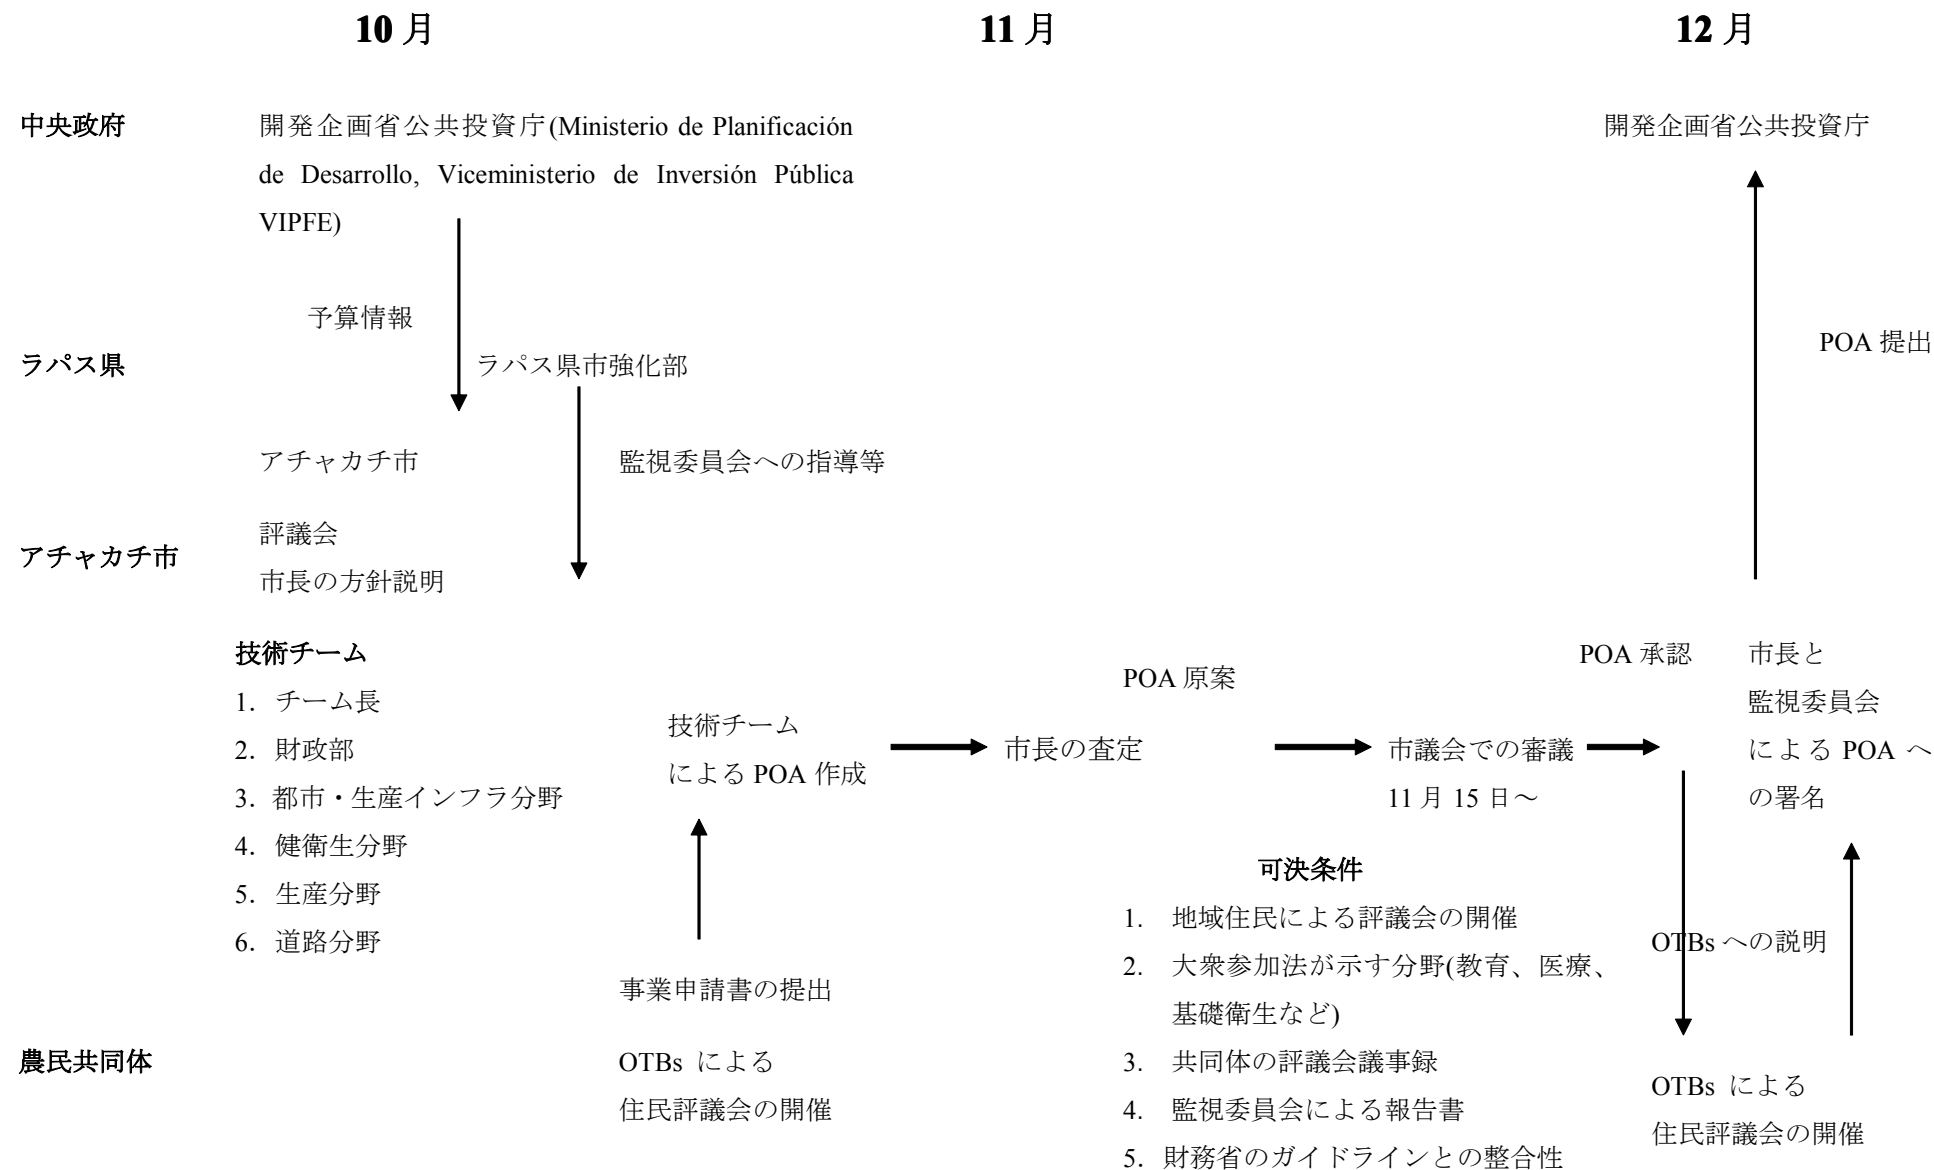 10 月
11 月
12 月
中央政府
開発企画省公共投資庁(Ministerio de Planificación
de Desarrollo, Viceministerio de Inversión Pública
VIPFE)
開発企画省公共投資庁
予算情報
POA 提出
ラパス県
ラパス県市強化部
アチャカチ市
監視委員会への指導等
アチャカチ市
評議会
市長の方針説明
技術チーム
1. チーム長
2. 財政部
3. 都市・生産インフラ分野
4. 健衛生分野
5. 生産分野
6. 道路分野
技術チーム
による POA 作成
市長の査定
POA 原案
市議会での審議
11 月 15 日～
POA 承認
市長と
監視委員会
による POA へ
の署名
可決条件
1. 地域住民による評議会の開催
2. 大衆参加法が示す分野(教育、医療、
基礎衛生など)
3. 共同体の評議会議事録
4. 監視委員会による報告書
5. 財務省のガイドラインとの整合性
OTBs への説明
事業申請書の提出
農民共同体
OTBs による
住民評議会の開催
OTBs による
住民評議会の開催